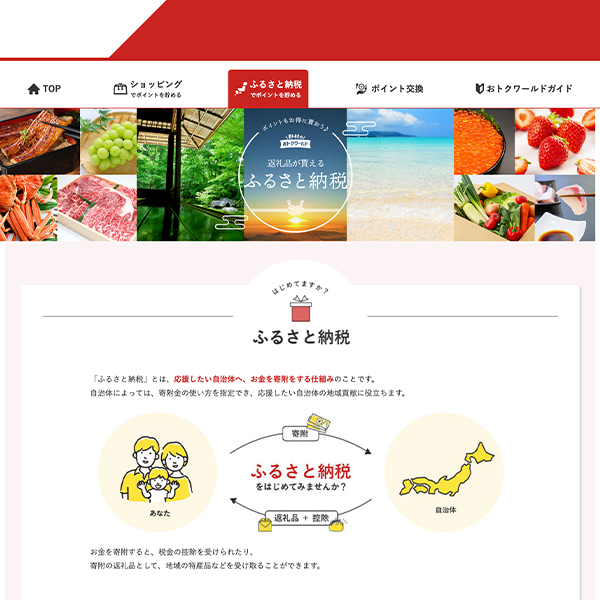 TOP
ショッピング
でポイントを貯める
ふるさと納税
でポイントを貯める
ポイント交換
おトクワールドガイド
ポイントもお得に貰おう♪
野村の
おトクワールド
返礼品が買える
ふるさと納税
はじめてますか？
ふるさと納税
「ふるさと納税」とは、応援したい自治体へ、お金を寄附をする仕組みのことです。
自治体によっては、寄附金の使い方を指定でき、応援したい自治体の地域貢献に役立ちます。
寄附
ふるさと納税
をはじめてみませんか？
返礼品 + 控除
あなた
自治体
お金を寄附すると、税金の控除を受けられたり、
寄附の返礼品として、地域の特産品などを受け取ることができます。